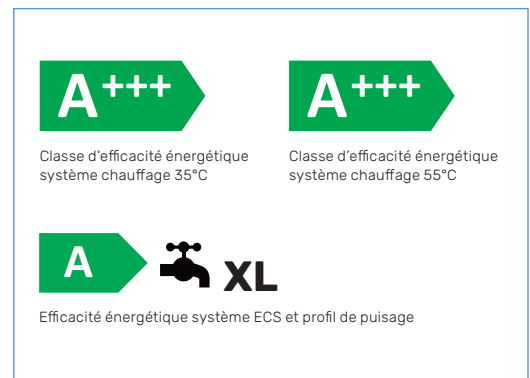 A+++ A+++
Classe d'efficacité énergétique
système chauffage 35°C
Classe d'efficacité énergétique
système chauffage 55°C
A XL
Efficacité énergétique système ECS et profil de puisage